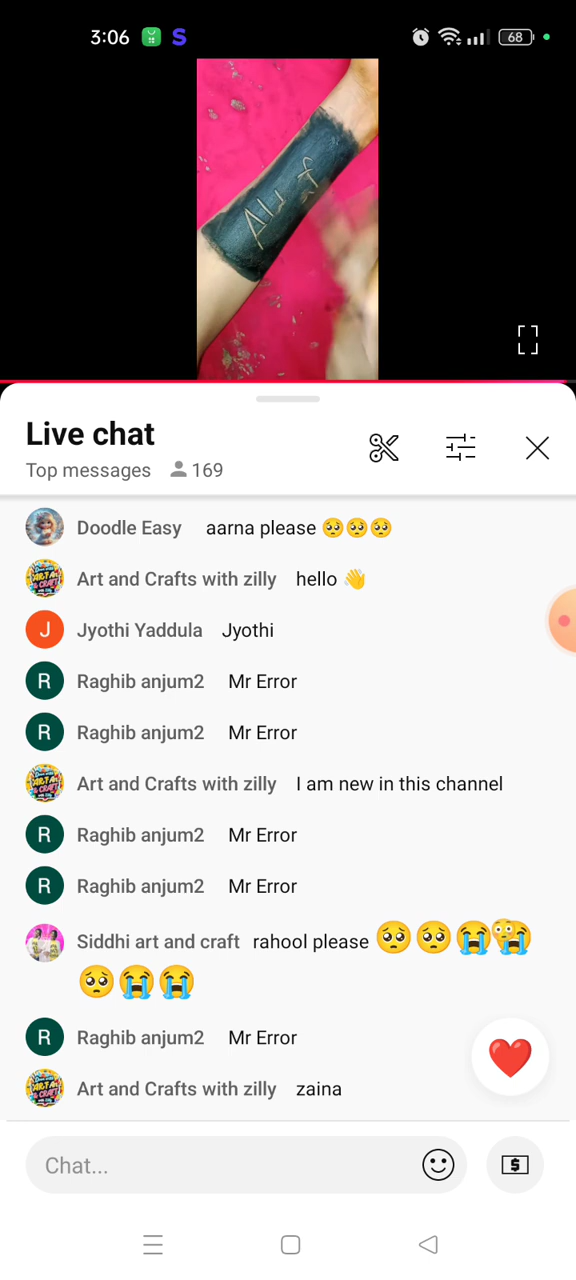 3:06
68
Live chat
Top messages 169
Doodle Easy aarna please 🥺🥺🥺
Art and Crafts with zilly hello 👋
J Jyothi Yaddula Jyothi
R Raghib anjum2 Mr Error
R Raghib anjum2 Mr Error
Art and Crafts with zilly I am new in this channel
R Raghib anjum2 Mr Error
R Raghib anjum2 Mr Error
Siddhi art and craft rahool please 🥺🥺😭😭
🥺😭😭
R Raghib anjum2 Mr Error
Art and Crafts with zilly zaina
Chat...